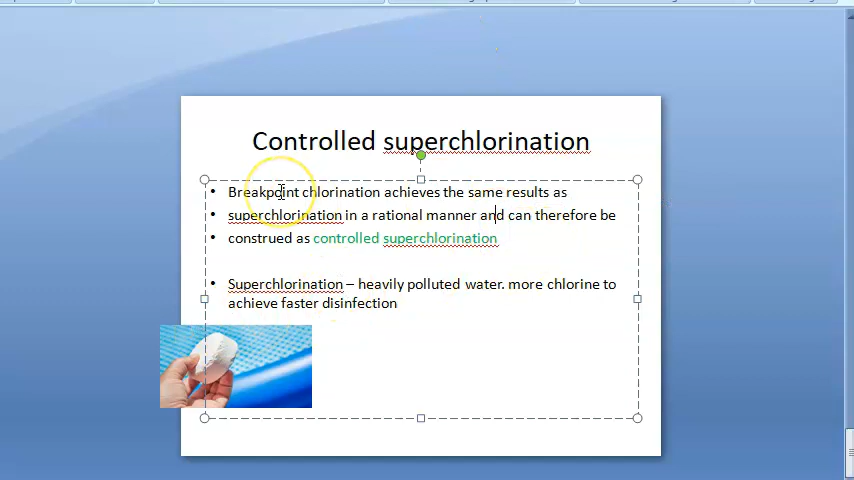 Controlled superchlorination
• Breakpoint chlorination achieves the same results as
• superchlorination in a rational manner and can therefore be
• construed as controlled superchlorination
• Superchlorination – heavily polluted water. more chlorine to
achieve faster disinfection